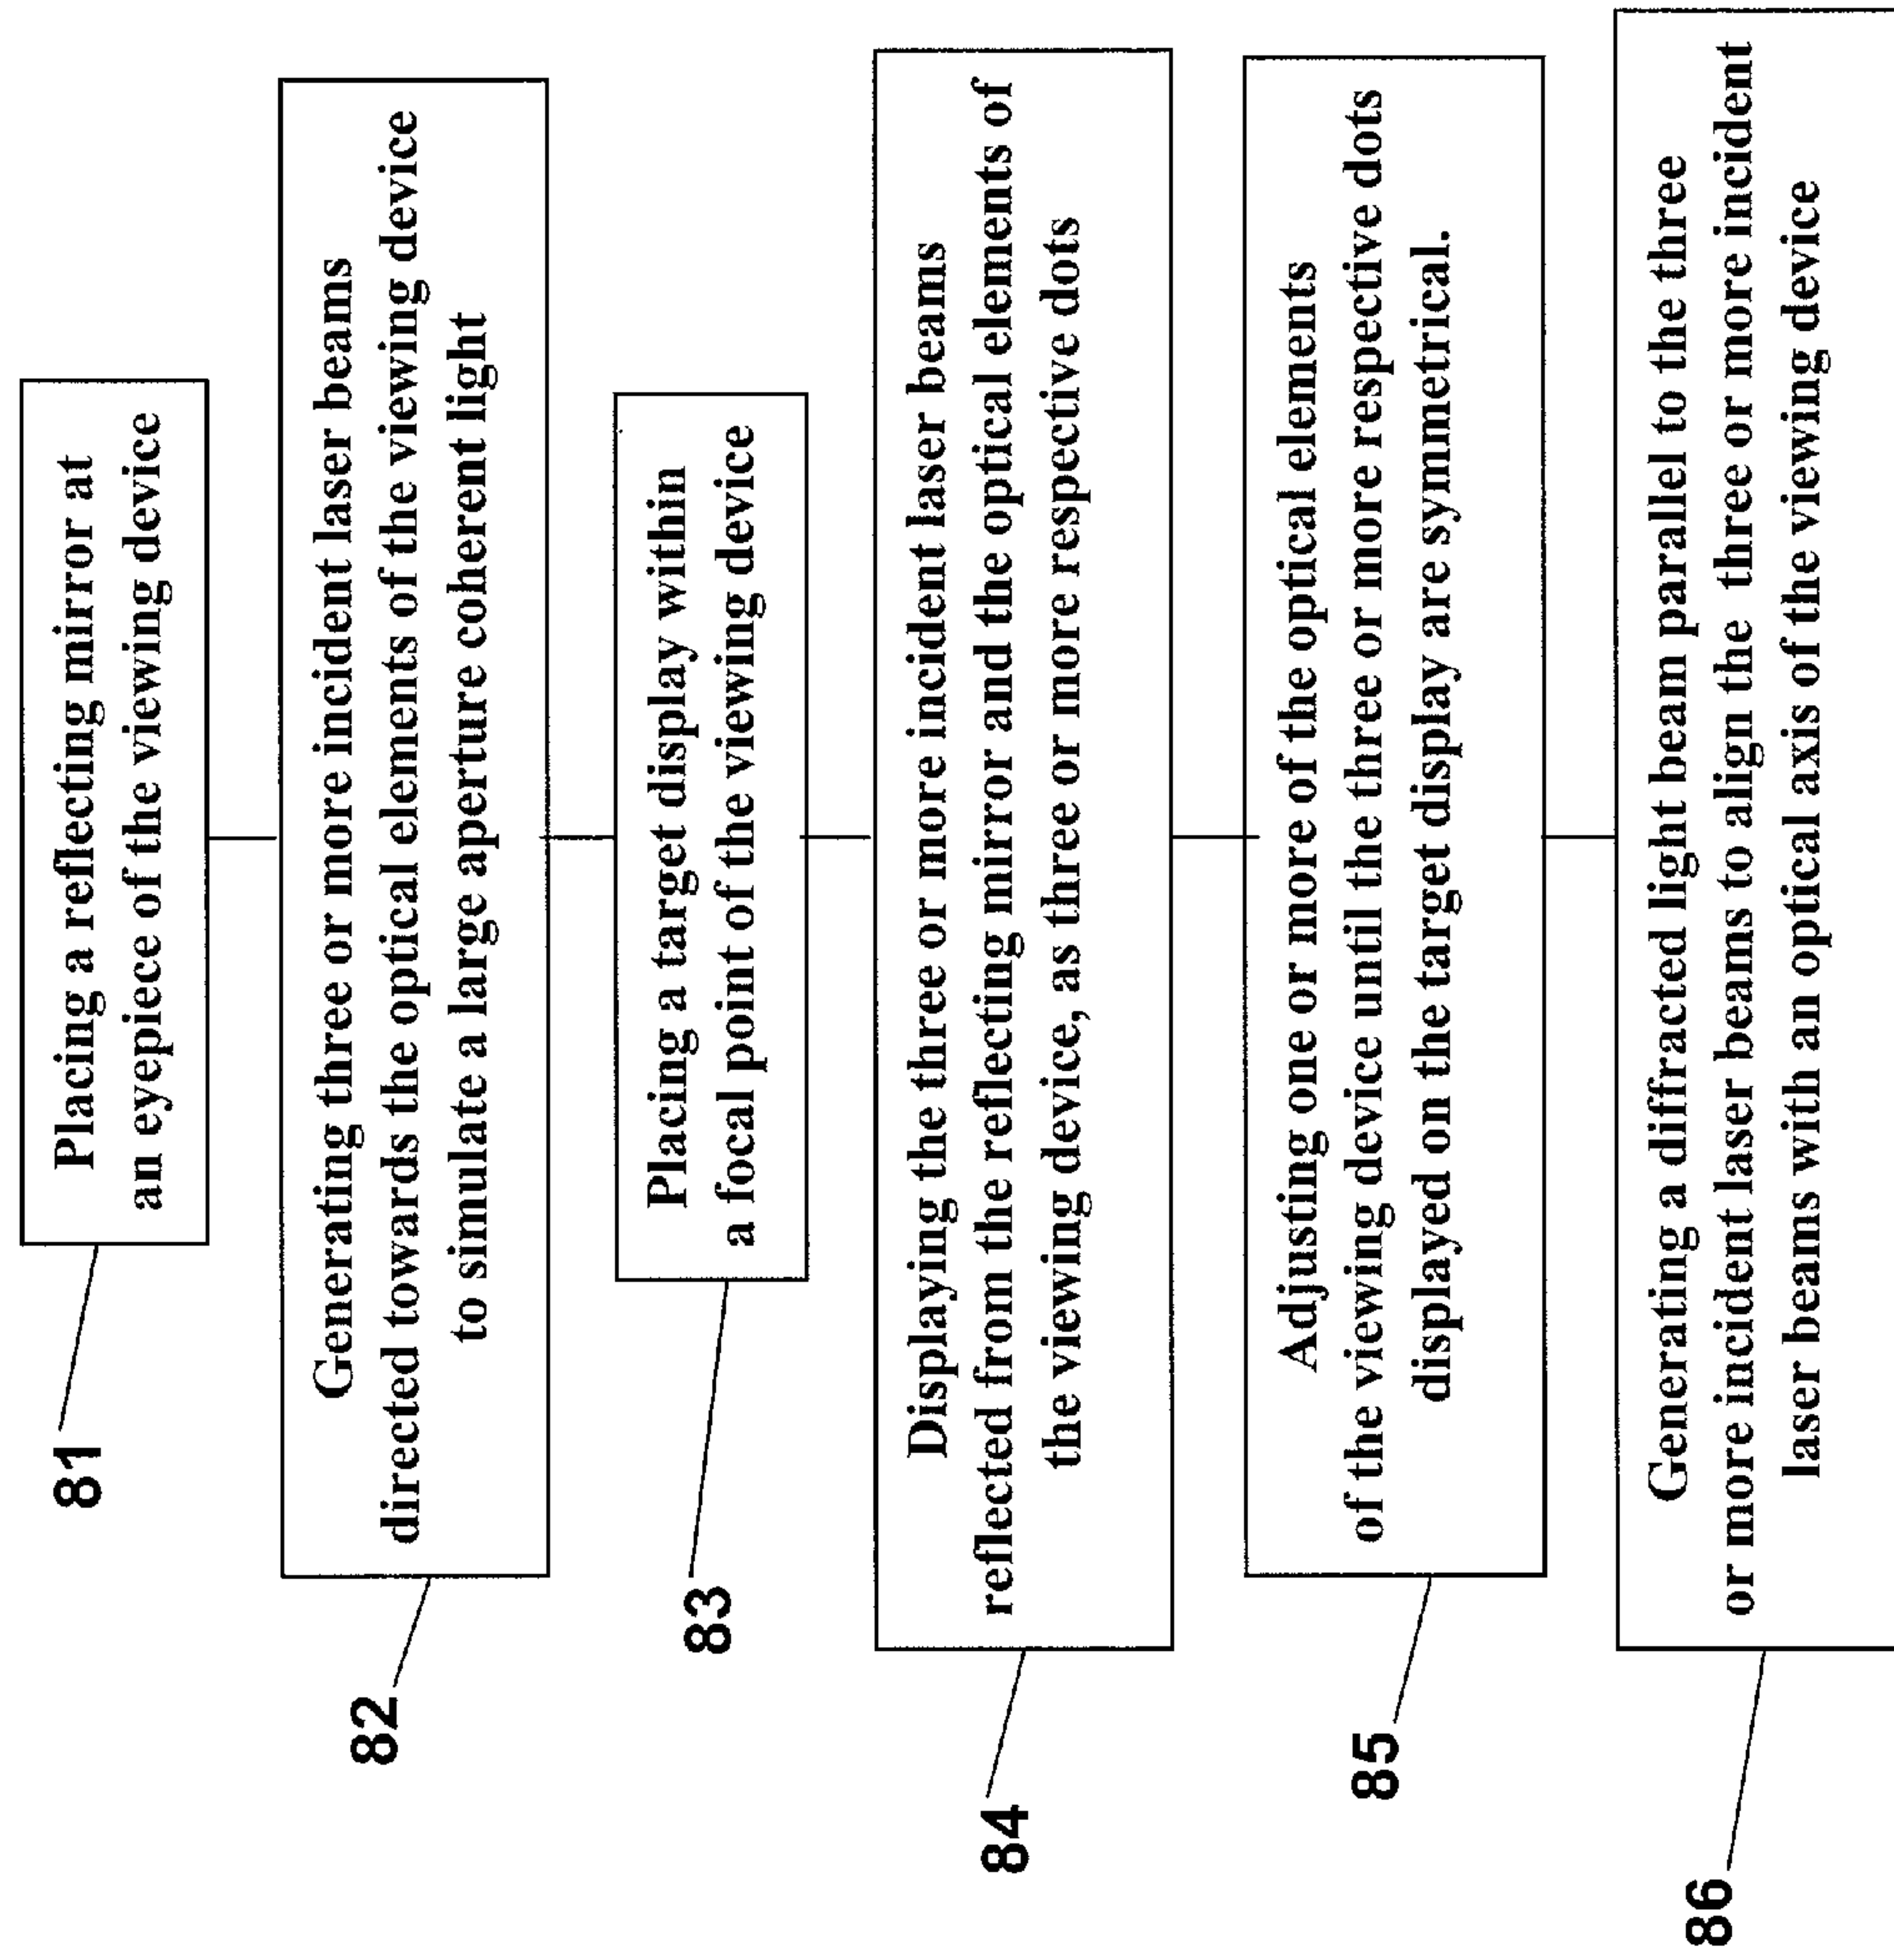 Placing a reflecting mirror at
an eyepiece of the viewing device
81
Generating three or more incident laser beams
directed towards the optical elements of the viewing device
to simulate a large aperture coherent light
82
Placing a target display within
a focal point of the viewing device
83
Displaying the three or more incident laser beams
reflected from the reflecting mirror and the optical elements of
the viewing device, as three or more respective dots
84
Adjusting one or more of the optical elements
of the viewing device until the three or more respective dots
displayed on the target display are symmetrical.
85
Generating a diffracted light beam parallel to the three
or more incident laser beams to align the three or more incident
laser beams with an optical axis of the viewing device
86